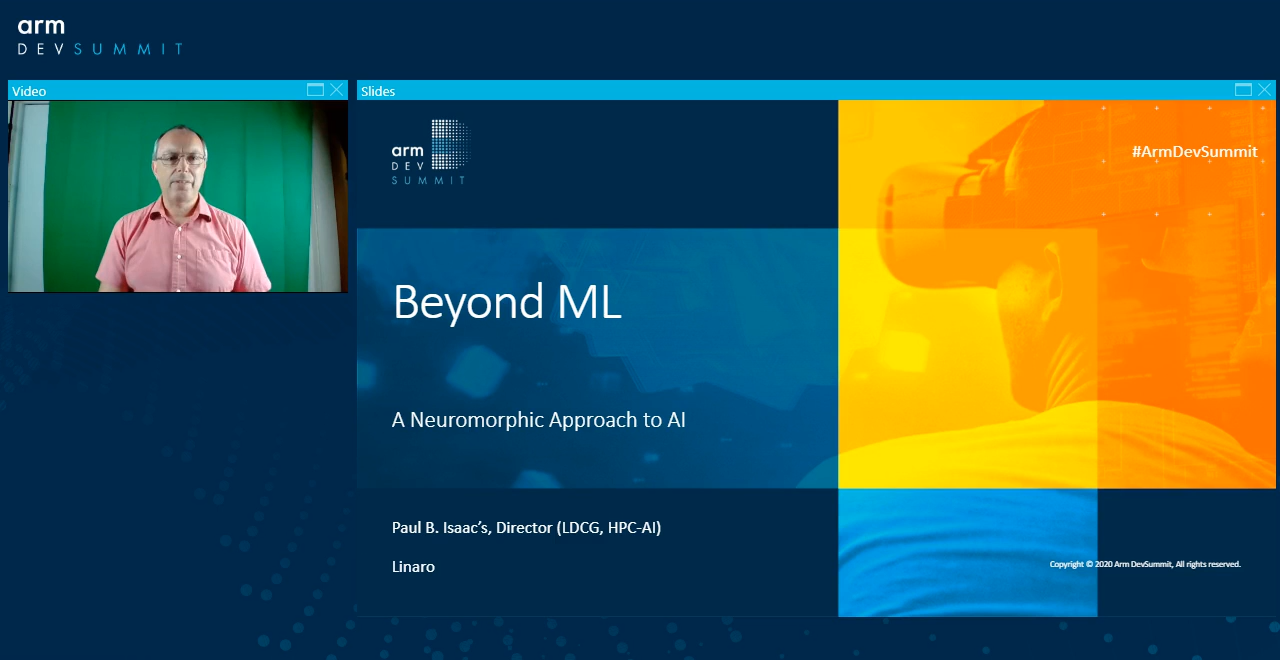 arm
DEVSUMMIT
Video
Slides
arm
DEV
SUMMIT
#ArmDevSummit
Beyond ML
A Neuromorphic Approach to AI
Paul B. Isaac’s, Director (LDCG, HPC-AI)
Linaro
Copyright © 2020 Arm DevSummit, All rights reserved.